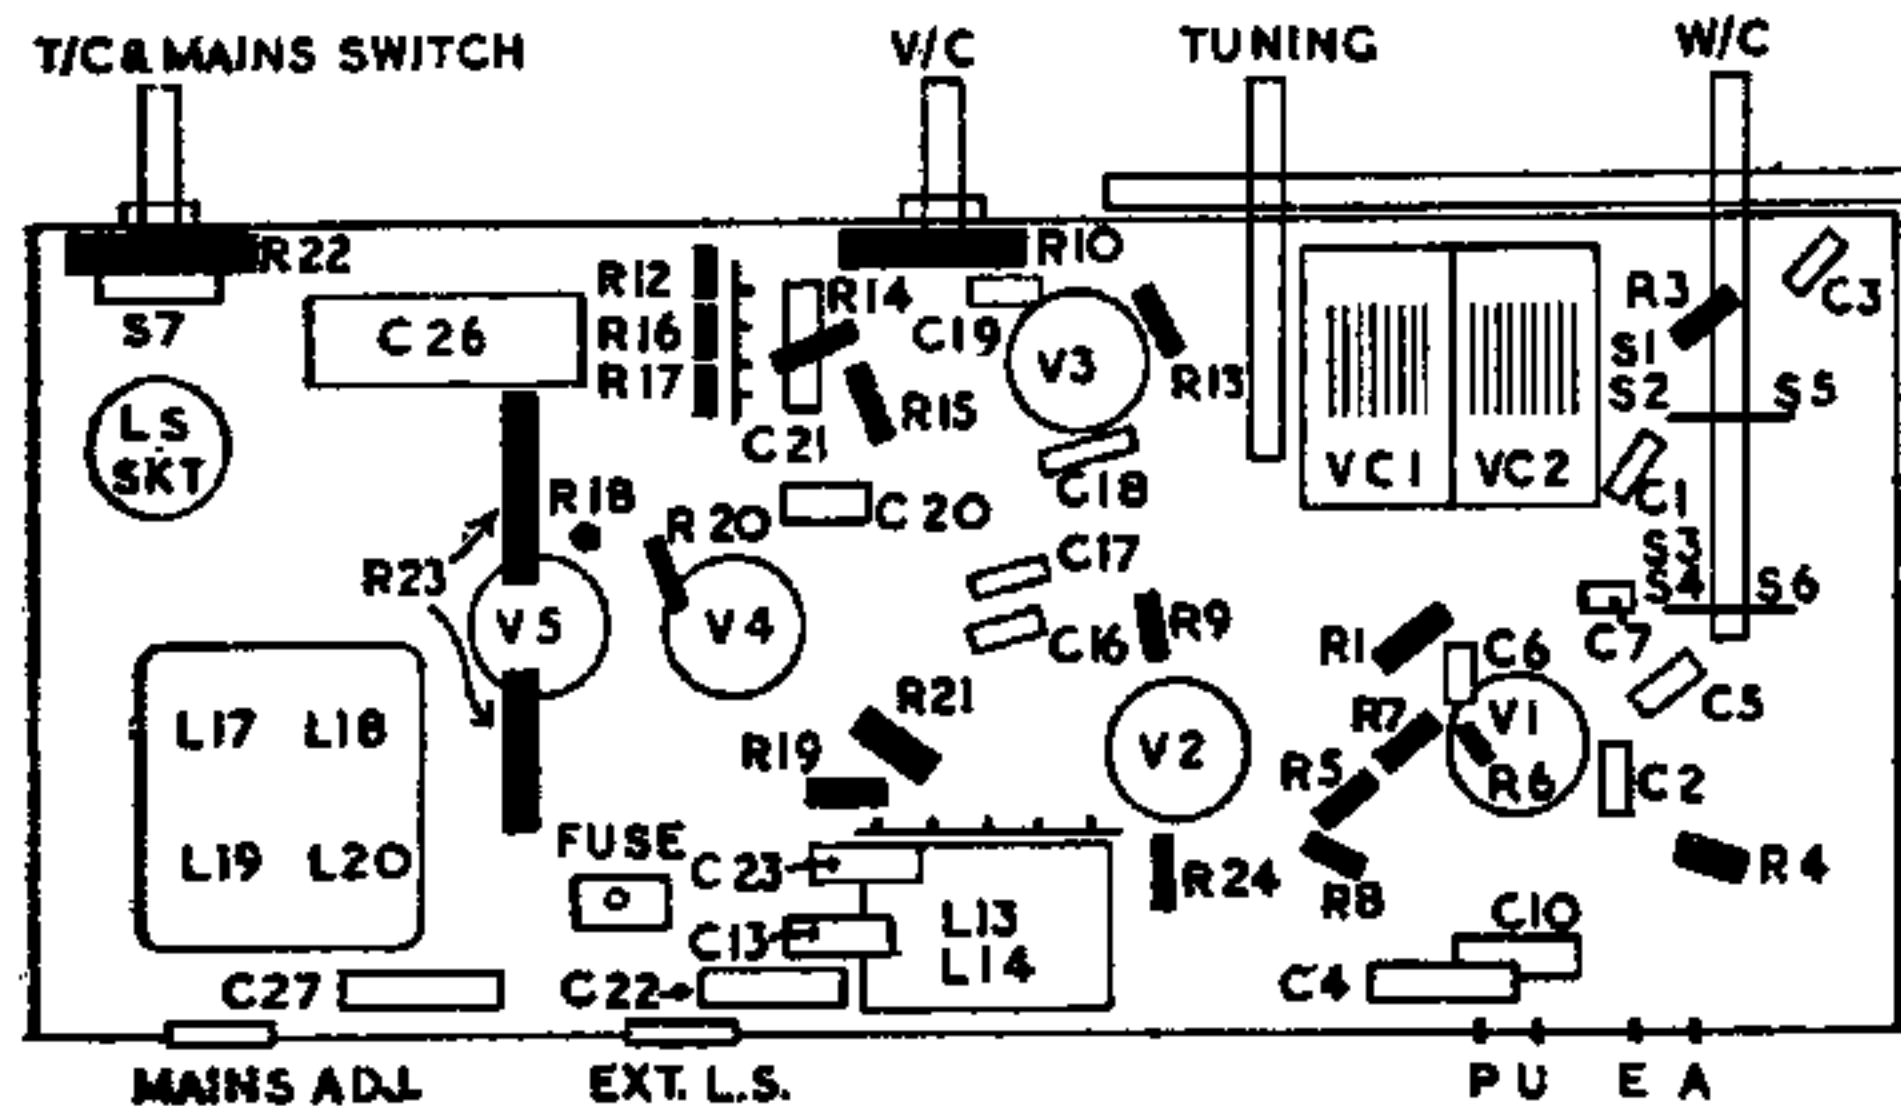 T/C & MAINS SWITCH
V/C
TUNING
W/C
R22
S7
C26
R12
R16
R17
R14
R10
C19
V3
R13
R3
C3
S1
S2
S5
LS
SKT
C21
R15
C18
VC1
VC2
C1
R18
R20
C20
C17
S3
S4
S6
R23
V5
V4
C16
R9
R1
C6
C7
C5
L17
L18
R21
R19
V2
R7
V1
R5
R6
C2
L19
L20
FUSE
C23
R24
R8
R4
C13
L13
L14
C10
C27
C22
C4
MAINS ADJ.
EXT. L.S.
P U
E
A